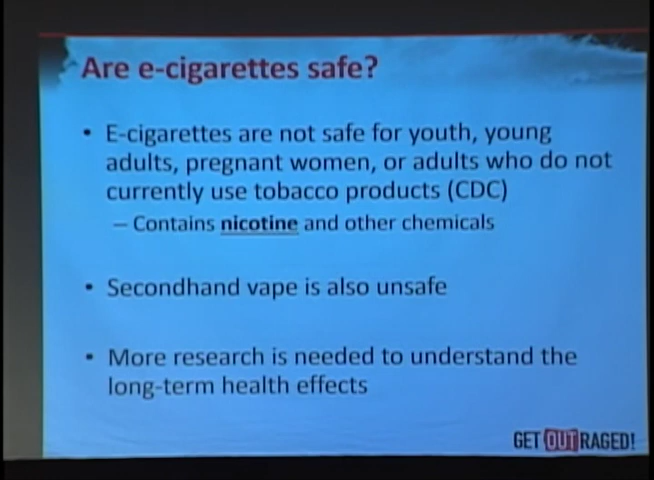 Are e-cigarettes safe?
• E-cigarettes are not safe for youth, young
adults, pregnant women, or adults who do not
currently use tobacco products (CDC)
– Contains nicotine and other chemicals
• Secondhand vape is also unsafe
• More research is needed to understand the
long-term health effects
GET OUTRAGED!